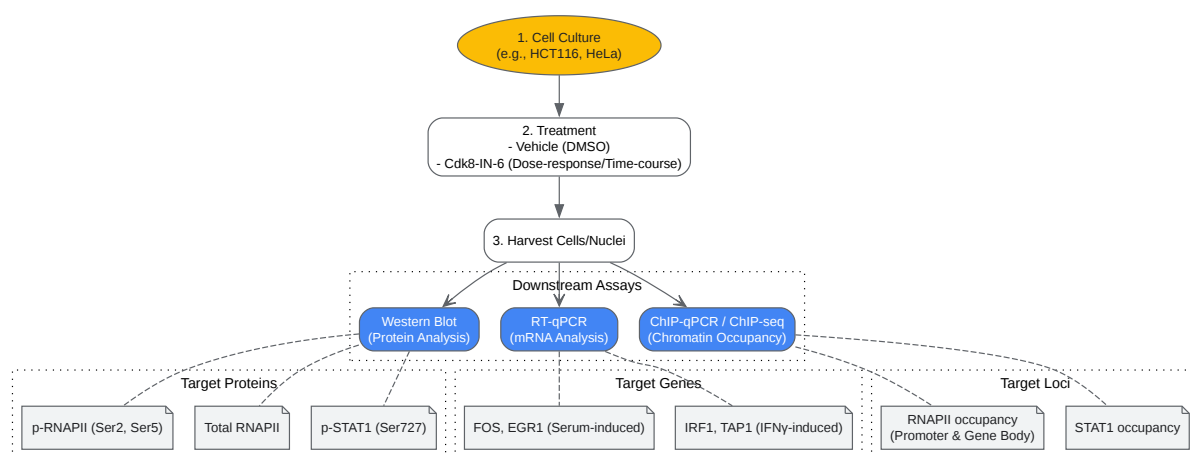 1. Cell Culture
(e.g., HCT116, HeLa)
2. Treatment
- Vehicle (DMSO)
- Cdk8-IN-6 (Dose-response/Time-course)
3. Harvest Cells/Nuclei
Downstream Assays
Western Blot
(Protein Analysis)
RT-qPCR
(mRNA Analysis)
ChIP-qPCR / ChIP-seq
(Chromatin Occupancy)
Target Proteins
Target Genes
Target Loci
p-RNAPII (Ser2, Ser5)
Total RNAPII
p-STAT1 (Ser727)
FOS, EGR1 (Serum-induced)
IRF1, TAP1 (IFNγ-induced)
RNAPII occupancy
(Promoter & Gene Body)
STAT1 occupancy